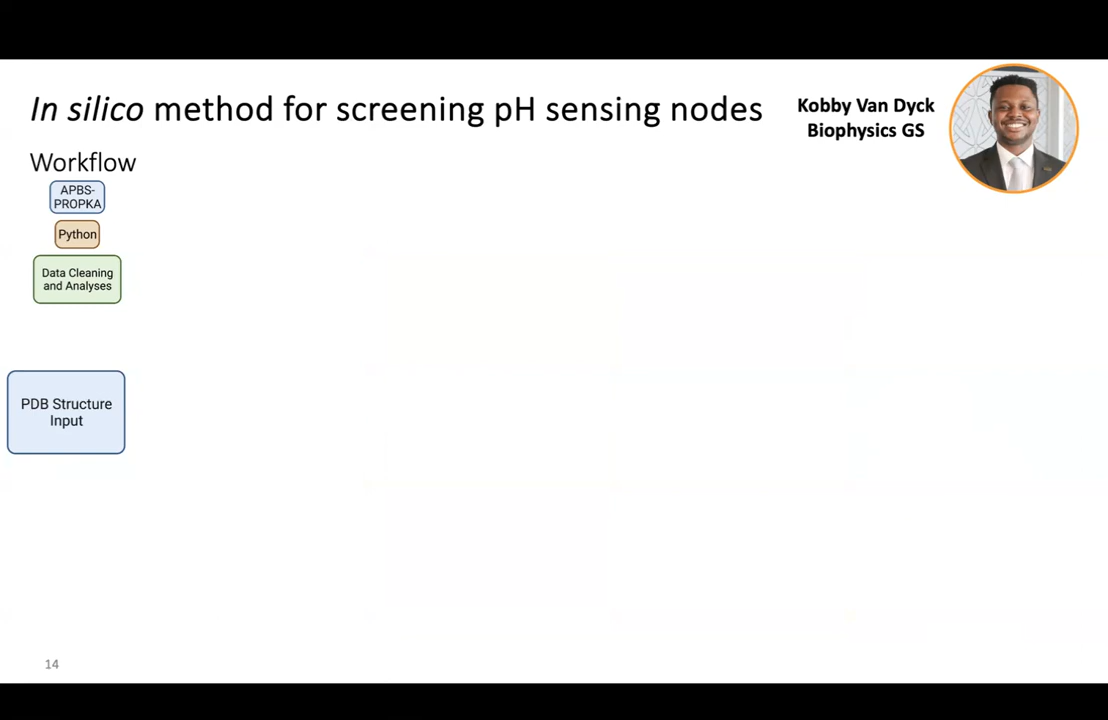 In silico method for screening pH sensing nodes
Kobby Van Dyck
Biophysics GS
Workflow
APBS-
PROPKA
Python
Data Cleaning
and Analyses
PDB Structure
Input
14